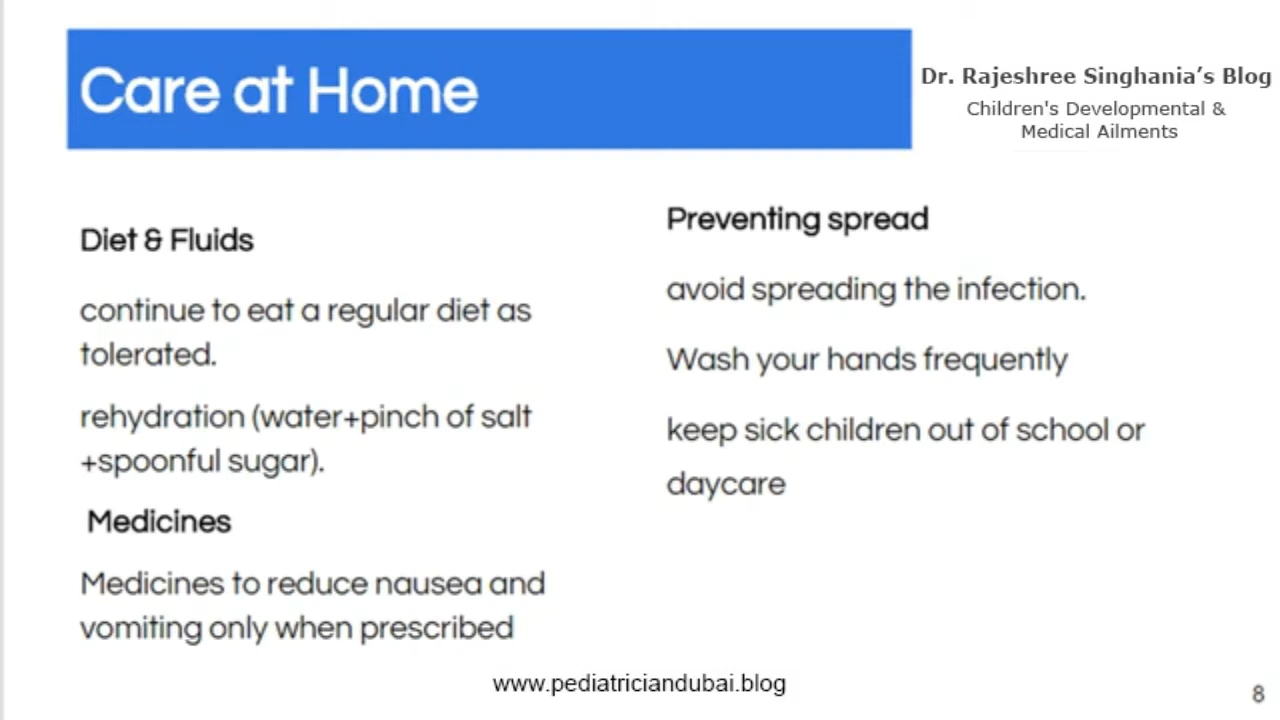 Care at Home
Dr. Rajeshree Singhania’s Blog
Children's Developmental &
Medical Ailments
Diet & Fluids
continue to eat a regular diet as
tolerated.
rehydration (water+pinch of salt
+spoonful sugar).
Medicines
Medicines to reduce nausea and
vomiting only when prescribed
Preventing spread
avoid spreading the infection.
Wash your hands frequently
keep sick children out of school or
daycare
www.pediatriciandubai.blog
8